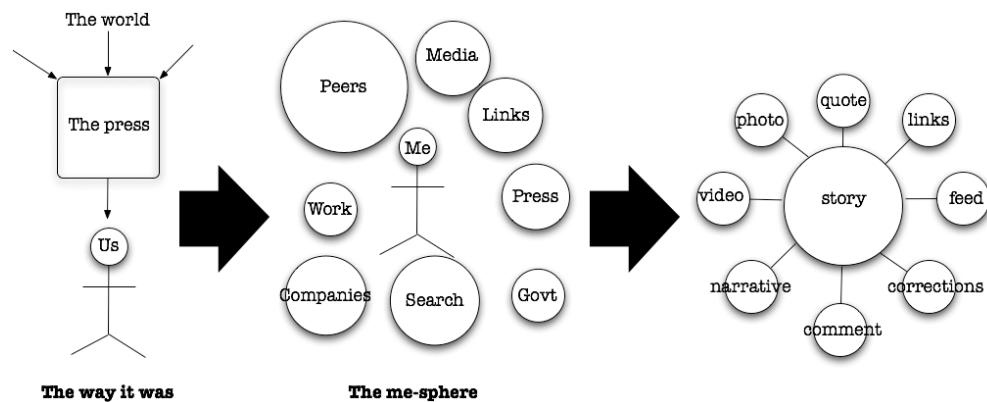 The world
The press
Us
The way it was
Peers
Media
Links
Me
Work
Press
Companies
Search
Govt
The me-sphere
quote
photo
links
video
story
feed
narrative
corrections
comment